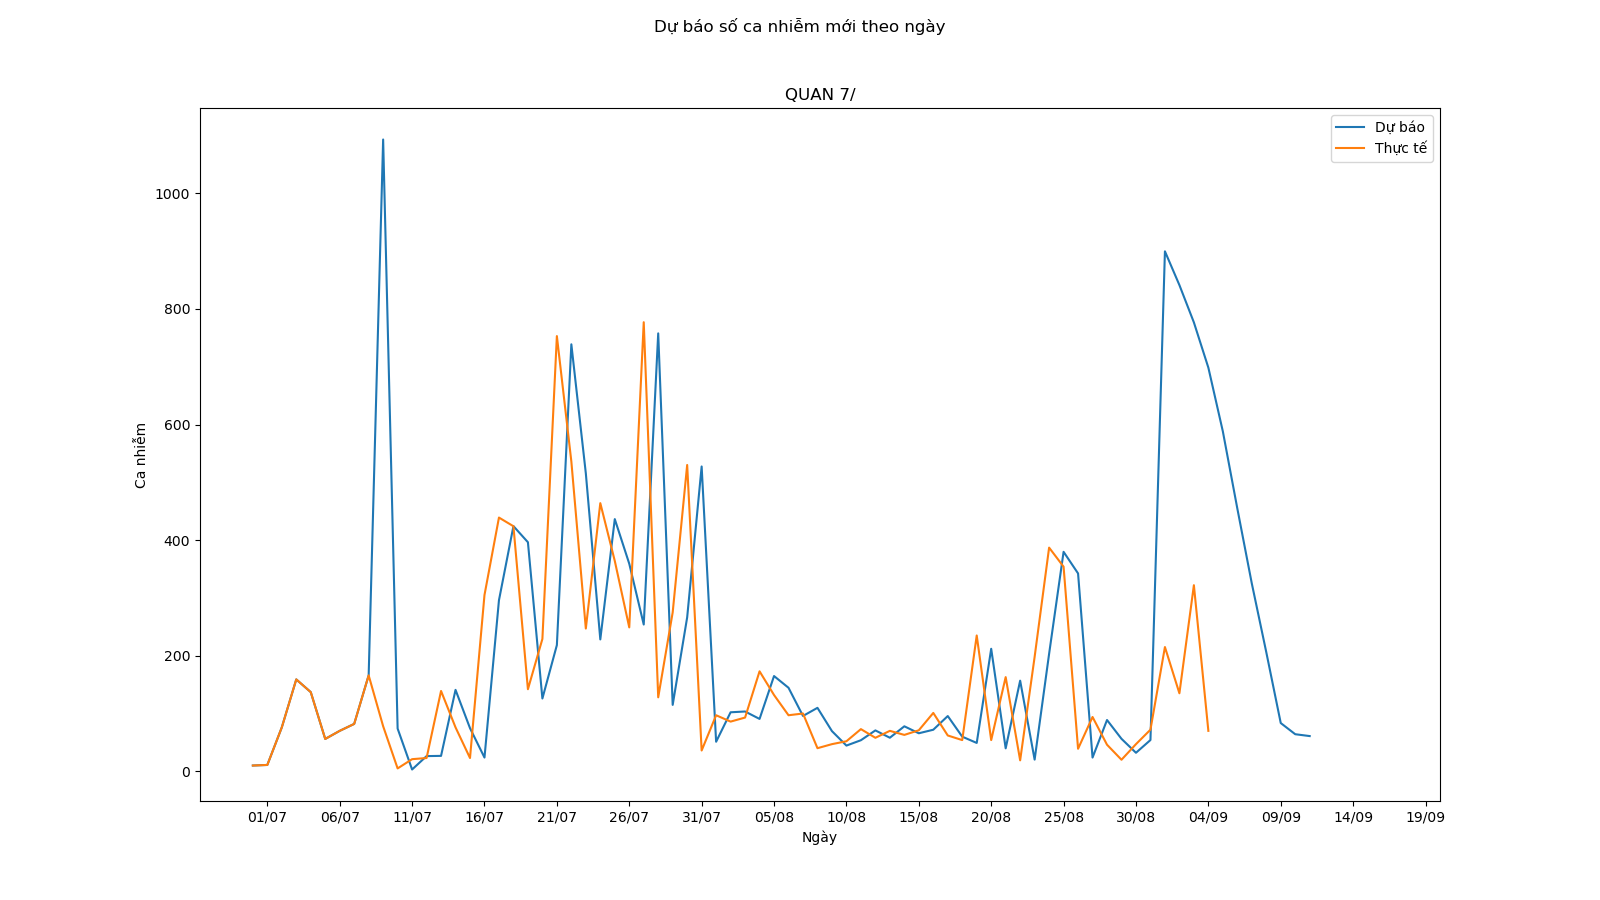 Dự báo số ca nhiễm mới theo ngày
QUAN 7/
Dự báo
Thực tế
1000
800
600
400
200
0
Ca nhiễm
01/07 06/07 11/07 16/07 21/07 26/07 31/07 05/08 10/08 15/08 20/08 25/08 30/08 04/09 09/09 14/09 19/09
Ngày